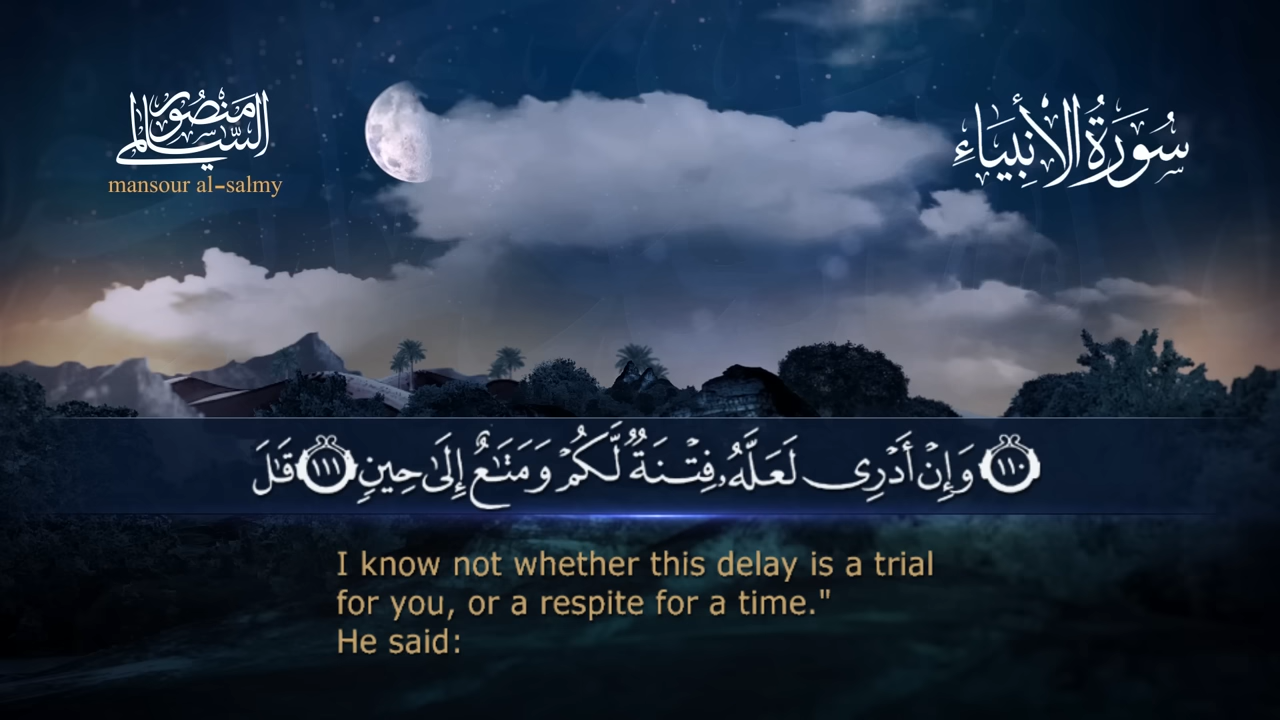 منصور السالمي
mansour al-salmy
سُورَةُ الأَنْبِيَاءِ
١١٠ وَإِنْ أَدْرِى لَعَلَّهُۥ فِتْنَةٌ لَّكُمْ وَمَتَٰعٌ إِلَىٰ حِينٍ ١١١ قَٰلَ
I know not whether this delay is a trial
for you, or a respite for a time."
He said: